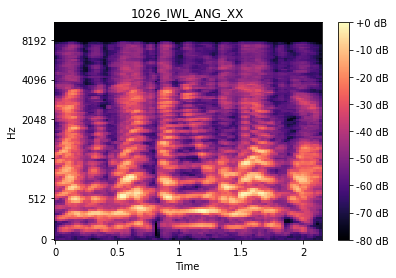 1026_IWL_ANG_XX
8192
4096
2048
1024
512
0
Hz
0
0.5
1
1.5
2
Time
+0 dB
-10 dB
-20 dB
-30 dB
-40 dB
-50 dB
-60 dB
-70 dB
-80 dB